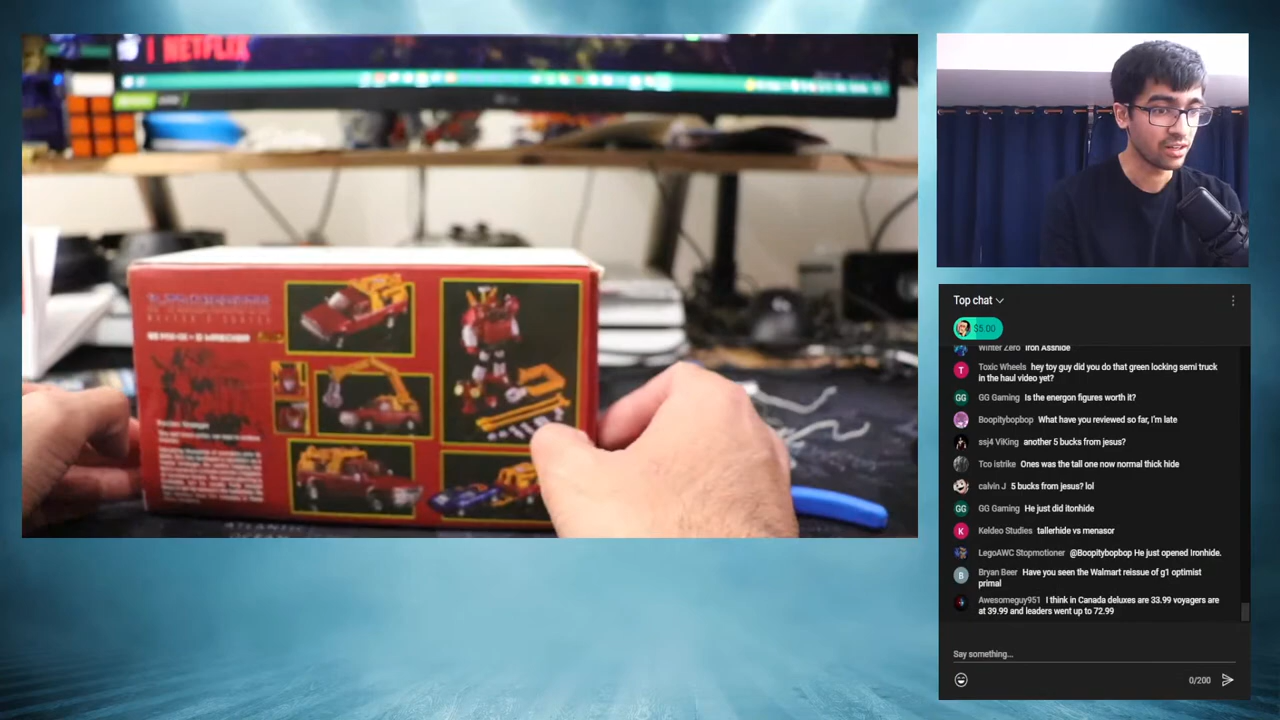 NETFLIX
Top chat
$5.00
Winter Zero Iron Asshide
T Toxic Wheels hey toy guy did you do that green locking semi truck
in the haul video yet?
GG GG Gaming Is the energon figures worth it?
Boopitybopbop What have you reviewed so far, I'm late
ssj4 ViKing another 5 bucks from jesus?
Tco istrike Ones was the tall one now normal thick hide
calvin J 5 bucks from jesus? lol
GG GG Gaming He just did itonhide
K Keldeo Studies tallerhide vs menasor
LegoAWC Stopmotioner @Boopitybopbop He just opened Ironhide.
B Bryan Beer Have you seen the Walmart reissue of g1 optimist
primal
Awesomeguy951 I think in Canada deluxes are 33.99 voyagers are
at 39.99 and leaders went up to 72.99
Say something...
0/200